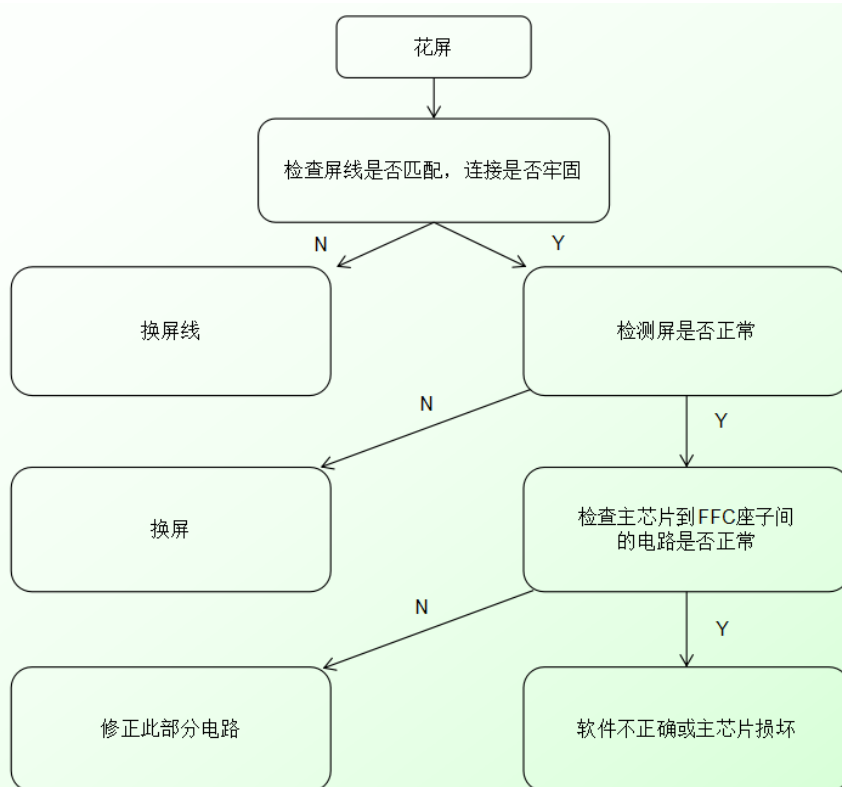 花屏
检查屏线是否匹配，连接是否牢固
N
Y
换屏线
检测屏是否正常
N
Y
换屏
检查主芯片到FFC座子间
的电路是否正常
N
Y
修正此部分电路
软件不正确或主芯片损坏